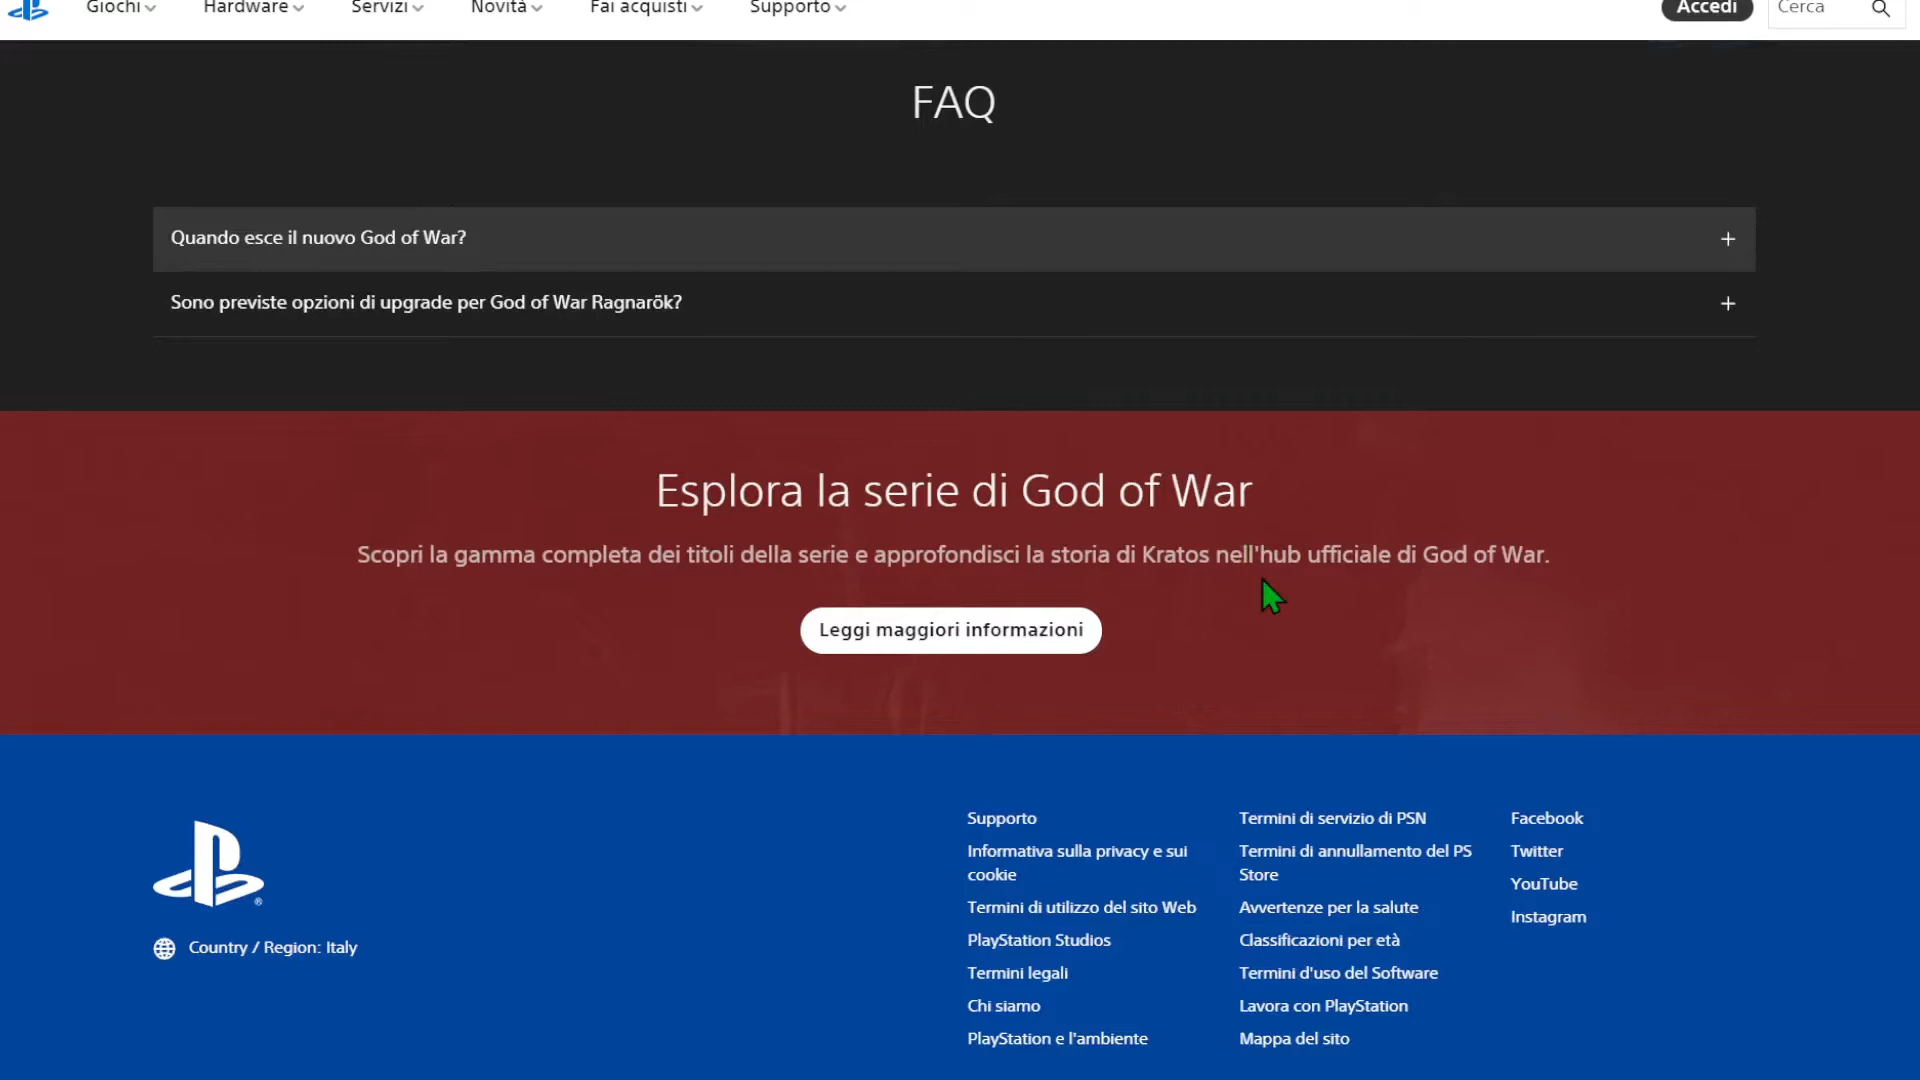 Giochi
Hardware
Servizi
Novità
Fai acquisti
Supporto
Accedi
Cerca
FAQ
Quando esce il nuovo God of War?
Sono previste opzioni di upgrade per God of War Ragnarök?
Esplora la serie di God of War
Scopri la gamma completa dei titoli della serie e approfondisci la storia di Kratos nell'hub ufficiale di God of War.
Leggi maggiori informazioni
Country / Region: Italy
Supporto
Informativa sulla privacy e sui
cookie
Termini di utilizzo del sito Web
PlayStation Studios
Termini legali
Chi siamo
PlayStation e l'ambiente
Termini di servizio di PSN
Termini di annullamento del PS
Store
Avvertenze per la salute
Classificazioni per età
Termini d'uso del Software
Lavora con PlayStation
Mappa del sito
Facebook
Twitter
YouTube
Instagram